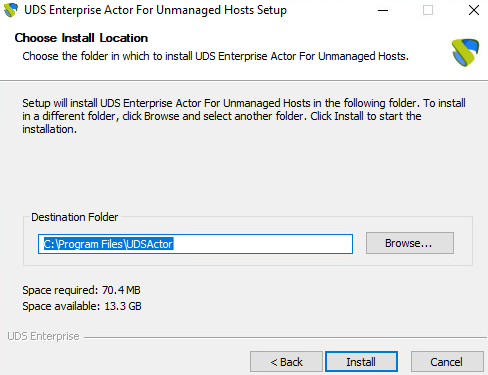 UDS Enterprise Actor For Unmanaged Hosts Setup
Choose Install Location
Choose the folder in which to install UDS Enterprise Actor For Unmanaged Hosts.
Setup will install UDS Enterprise Actor For Unmanaged Hosts in the following folder. To install
in a different folder, click Browse and select another folder. Click Install to start the
installation.
Destination Folder
C:\Program Files\UDSActor
Browse...
Space required: 70.4 MB
Space available: 13.3 GB
UDS Enterprise
< Back
Install
Cancel